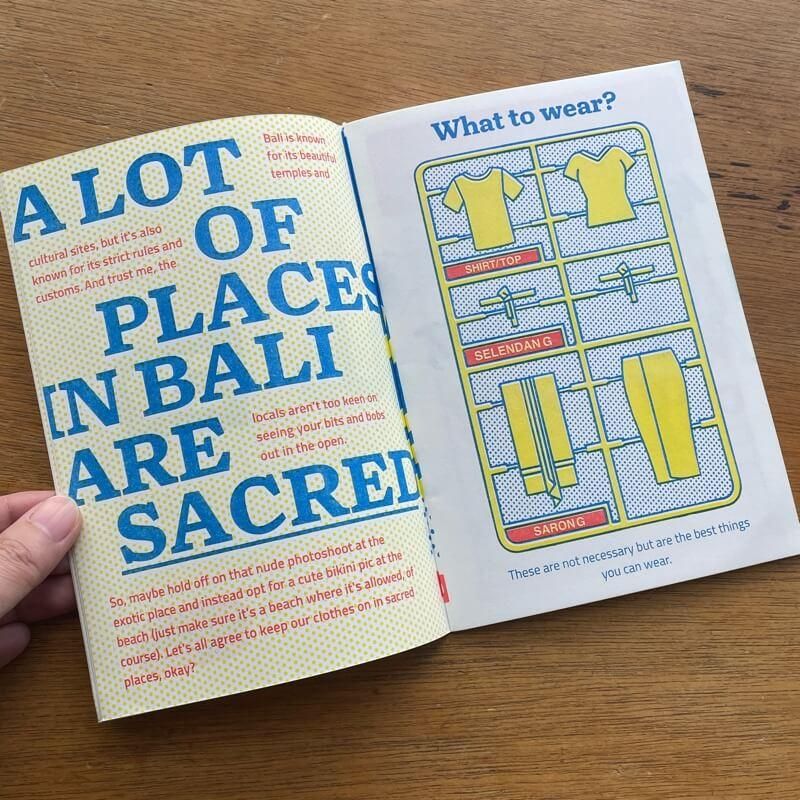 A LOT
Bali is known
for its beautiful
temples and
OF
cultural sites, but it's also
known for its strict rules and
customs. And trust me, the
PLACES
IN BALI
ARE
locals aren't too keen on
seeing your bits and bobs
out in the open.
SACRED
So, maybe hold off on that nude photoshoot at the
exotic place and instead opt for a cute bikini pic at the
beach (just make sure it's a beach where it's allowed, of
course). Let's all agree to keep our clothes on in sacred
places, okay?
What to wear?
SHIRT/TOP
SELENDANG
SARONG
These are not necessary but are the best things
you can wear.